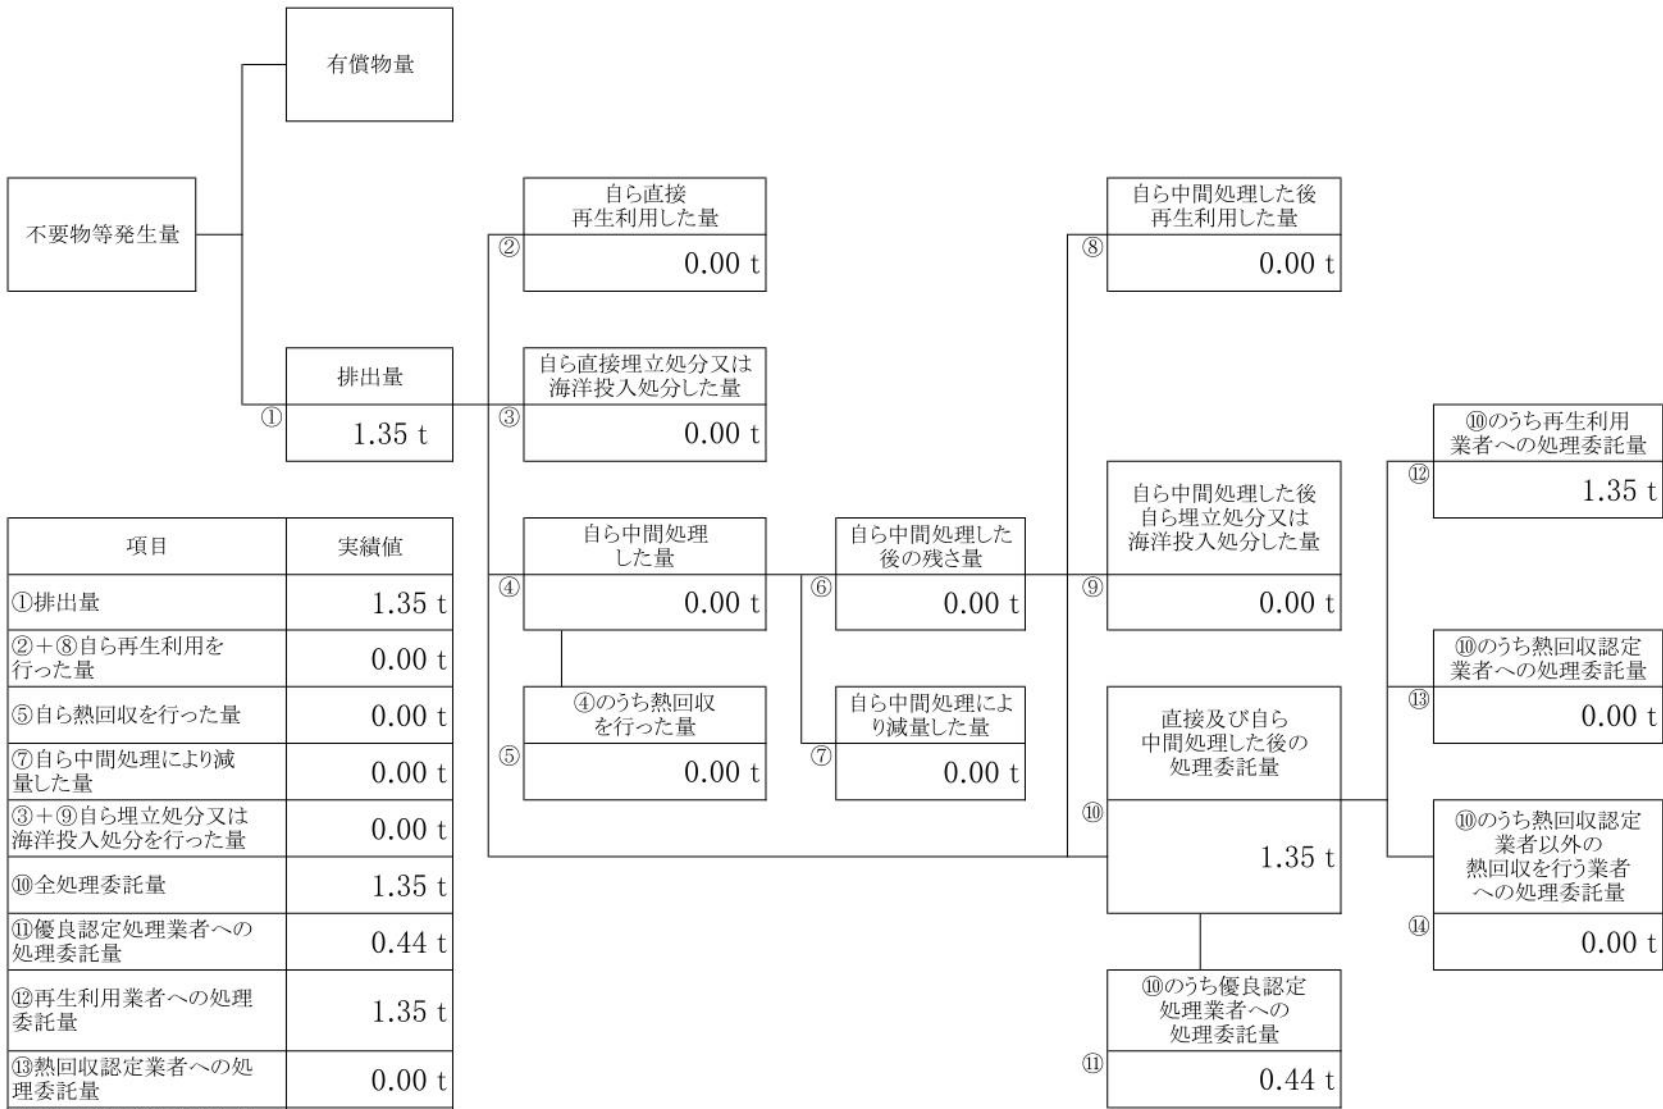 有償物量
不要物等発生量
自ら直接
再生利用した量
②
0.00 t
自ら中間処理した後
再生利用した量
⑧
0.00 t
排出量
①
1.35 t
自ら直接埋立処分又は
海洋投入処分した量
③
0.00 t
⑩のうち再生利用
業者への処理委託量
⑫
1.35 t
自ら中間処理
した量
④
0.00 t
自ら中間処理した
後の残さ量
⑥
0.00 t
自ら中間処理した後
自ら埋立処分又は
海洋投入処分した量
⑨
0.00 t
⑩のうち熱回収認定
業者への処理委託量
⑬
0.00 t
④のうち熱回収
を行った量
⑤
0.00 t
自ら中間処理によ
り減量した量
⑦
0.00 t
直接及び自ら
中間処理した後の
処理委託量
⑩
1.35 t
⑩のうち熱回収認定
業者以外の
熱回収を行う業者
への処理委託量
⑭
0.00 t
⑩のうち優良認定
処理業者への
処理委託量
⑪
0.44 t
項目 実績値
①排出量 1.35 t
②+⑧自ら再生利用を
行った量 0.00 t
⑤自ら熱回収を行った量 0.00 t
⑦自ら中間処理により減
量した量 0.00 t
③+⑨自ら埋立処分又は
海洋投入処分を行った量 0.00 t
⑩全処理委託量 1.35 t
⑪優良認定処理業者への
処理委託量 0.44 t
⑫再生利用業者への処理
委託量 1.35 t
⑬熱回収認定業者への処
理委託量 0.00 t